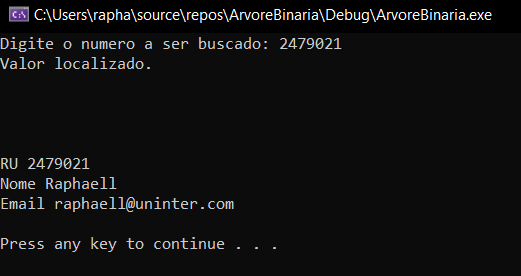 C:\Users\rapha\source\repos\ArvoreBinaria\Debug\ArvoreBinaria.exe
Digite o numero a ser buscado: 2479021
Valor localizado.
RU 2479021
Nome Raphaell
Email raphaell@uninter.com
Press any key to continue . . .